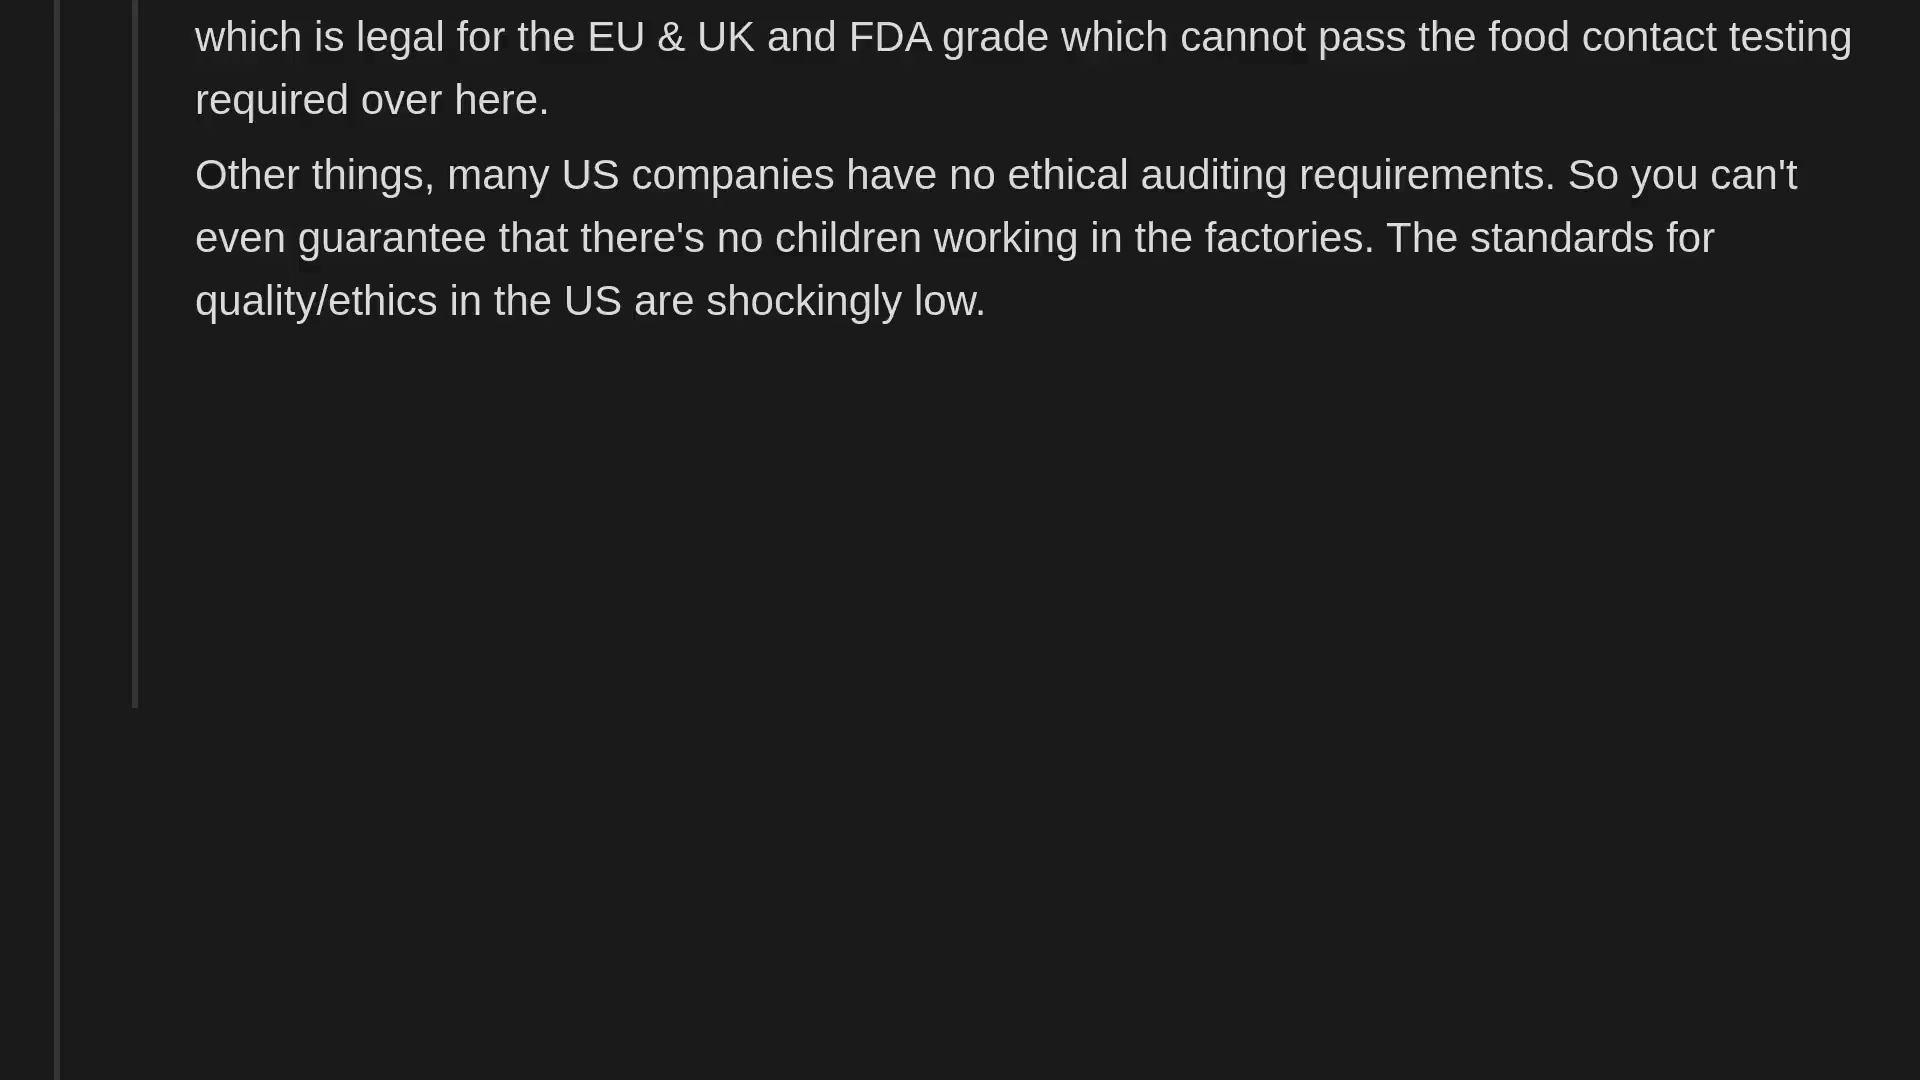 which is legal for the EU & UK and FDA grade which cannot pass the food contact testing
required over here.
Other things, many US companies have no ethical auditing requirements. So you can't
even guarantee that there's no children working in the factories. The standards for
quality/ethics in the US are shockingly low.